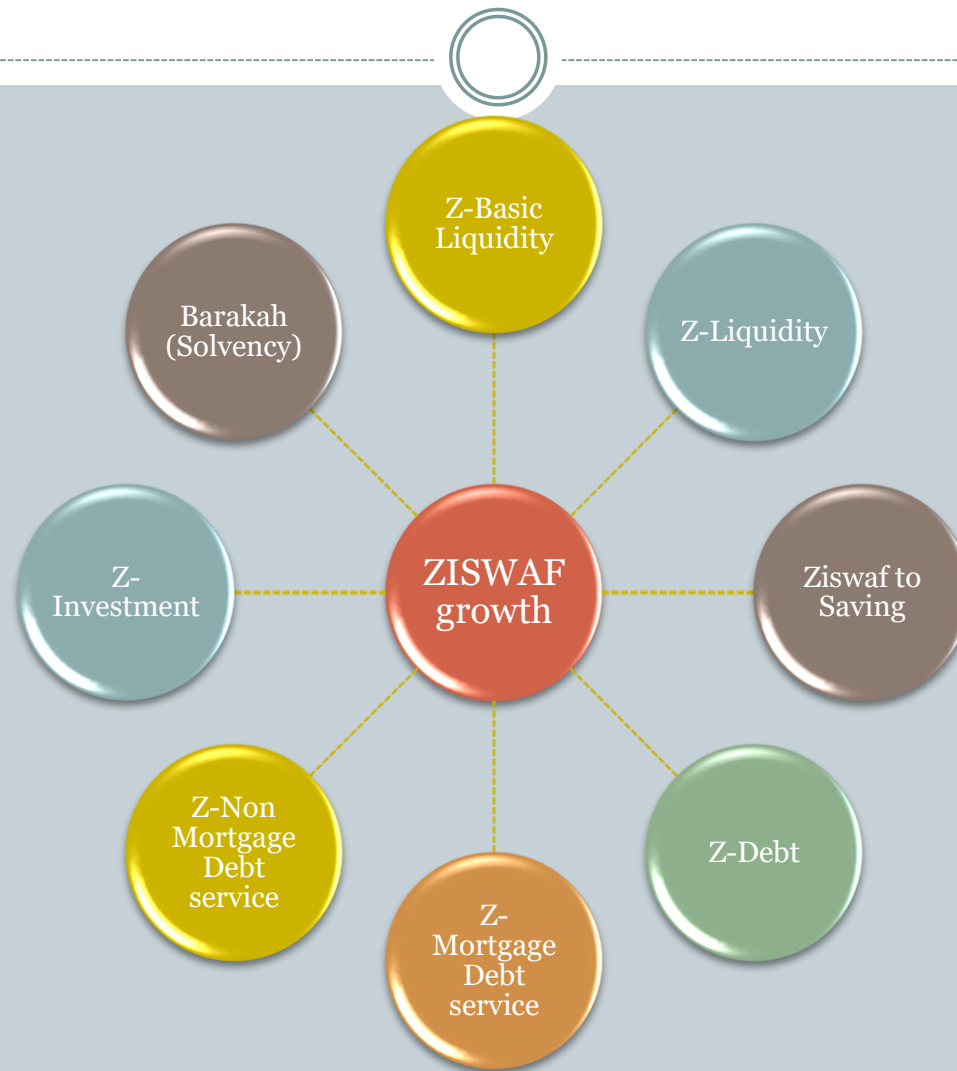 Z-Basic
Liquidity
Z-Liquidity
Ziswaf to
Saving
Z-Debt
Z-
Mortgage
Debt
service
Z-Non
Mortgage
Debt
service
Z-
Investment
Barakah
(Solvency)
ZISWAF
growth